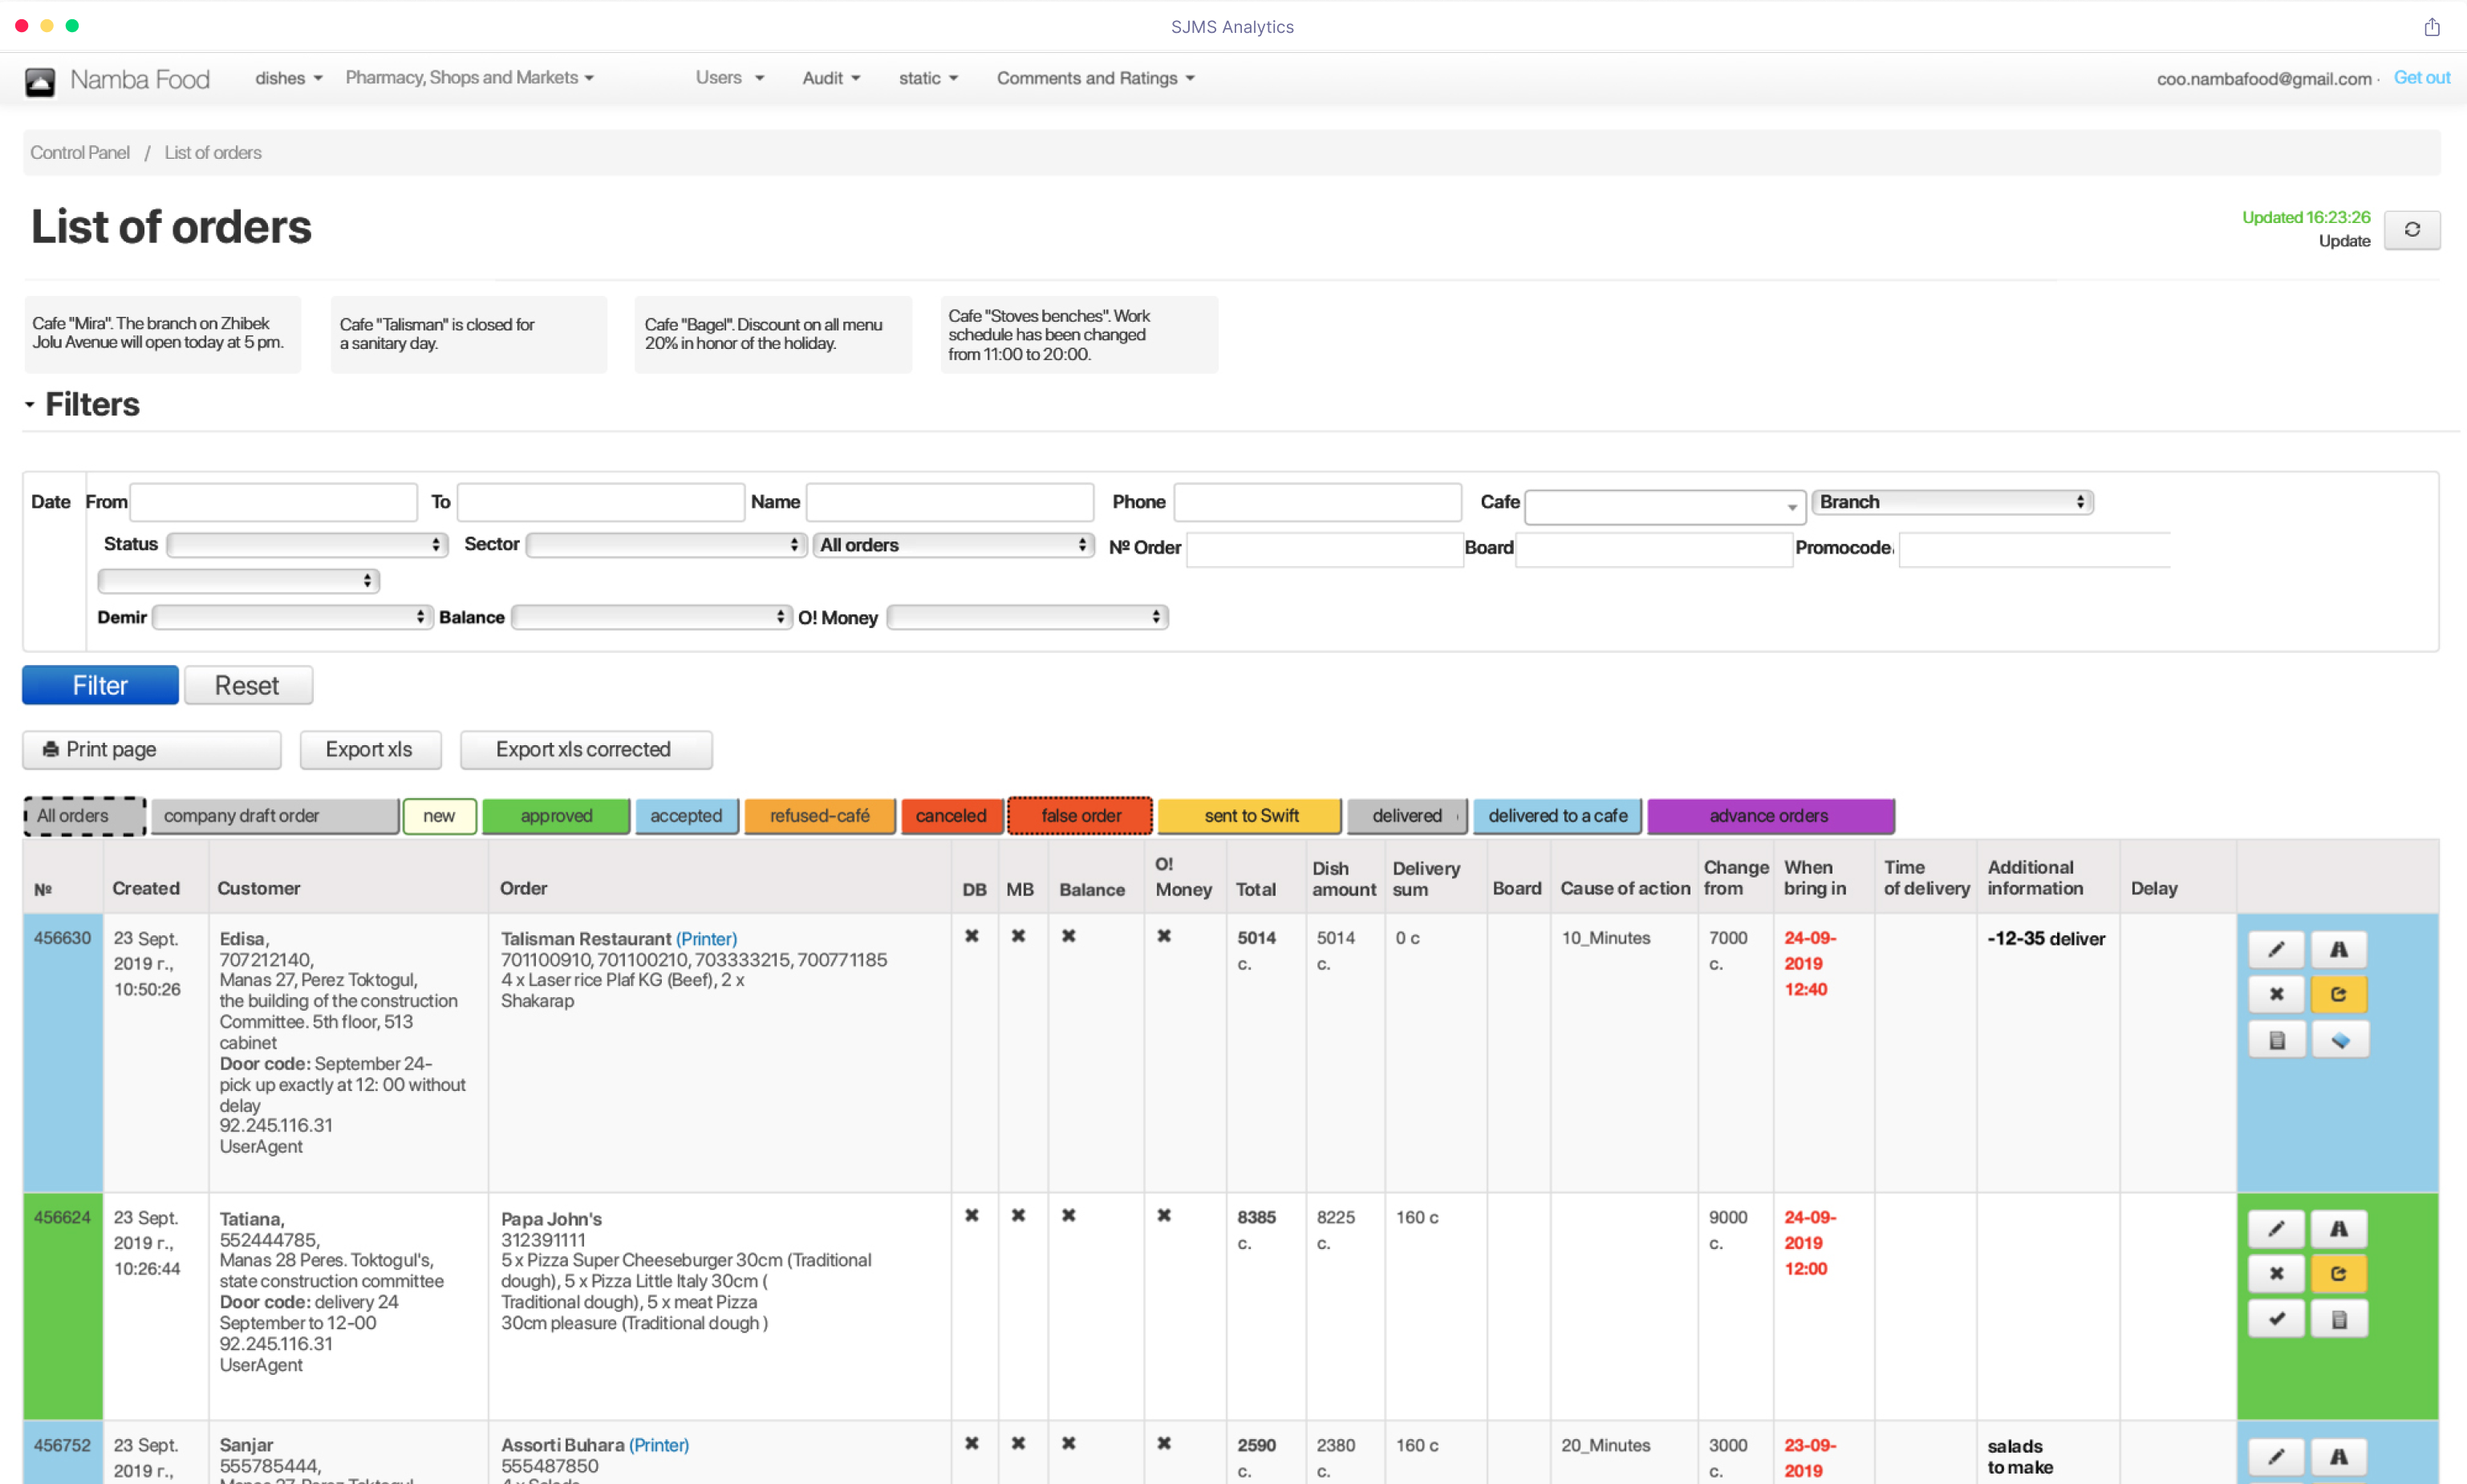 SJMS Analytics
Namba Food
dishes
Pharmacy, Shops and Markets
Users
Audit
static
Comments and Ratings
coo.nambafood@gmail.com ·
Get out
Control Panel / List of orders
List of orders
Updated 16:23:26
Update
Cafe "Mira". The branch on Zhibek
Jolu Avenue will open today at 5 pm.
Cafe "Talisman" is closed for
a sanitary day.
Cafe "Bagel". Discount on all menu
20% in honor of the holiday.
Cafe "Stoves benches". Work
schedule has been changed
from 11:00 to 20:00.
Filters
Date From To Name Phone Cafe Branch
Status Sector All orders № Order Board Promocode
Demir Balance O! Money
Filter Reset
Print page Export xls Export xls corrected
All orders company draft order new approved accepted refused-café canceled false order sent to Swift delivered delivered to a cafe advance orders
№
Created
Customer
Order
DB
MB
Balance
O!
Money
Total
Dish
amount
Delivery
sum
Board
Cause of action
Change
from
When
bring in
Time
of delivery
Additional
information
Delay
456630
23 Sept.
2019 г.,
10:50:26
Edisa,
707212140,
Manas 27, Perez Toktogul,
the building of the construction
Committee. 5th floor, 513
cabinet
Door code: September 24-
pick up exactly at 12: 00 without
delay
92.245.116.31
UserAgent
Talisman Restaurant (Printer)
701100910, 701100210, 703333215, 700771185
4 x Laser rice Plaf KG (Beef), 2 x
Shakarap
5014
c.
5014
c.
0 c
10_Minutes
7000
c.
24-09-
2019
12:40
-12-35 deliver
456624
23 Sept.
2019 г.,
10:26:44
Tatiana,
552444785,
Manas 28 Peres. Toktogul's,
state construction committee
Door code: delivery 24
September to 12-00
92.245.116.31
UserAgent
Papa John's
312391111
5 x Pizza Super Cheeseburger 30cm (Traditional
dough), 5 x Pizza Little Italy 30cm (
Traditional dough), 5 x meat Pizza
30cm pleasure (Traditional dough )
8385
c.
8225
c.
160 c
9000
c.
24-09-
2019
12:00
456752
23 Sept.
2019 г.,
Sanjar
555785444,
Assorti Buhara (Printer)
555487850
2590
c.
2380
c.
160 c
20_Minutes
3000
c.
23-09-
2019
salads
to make